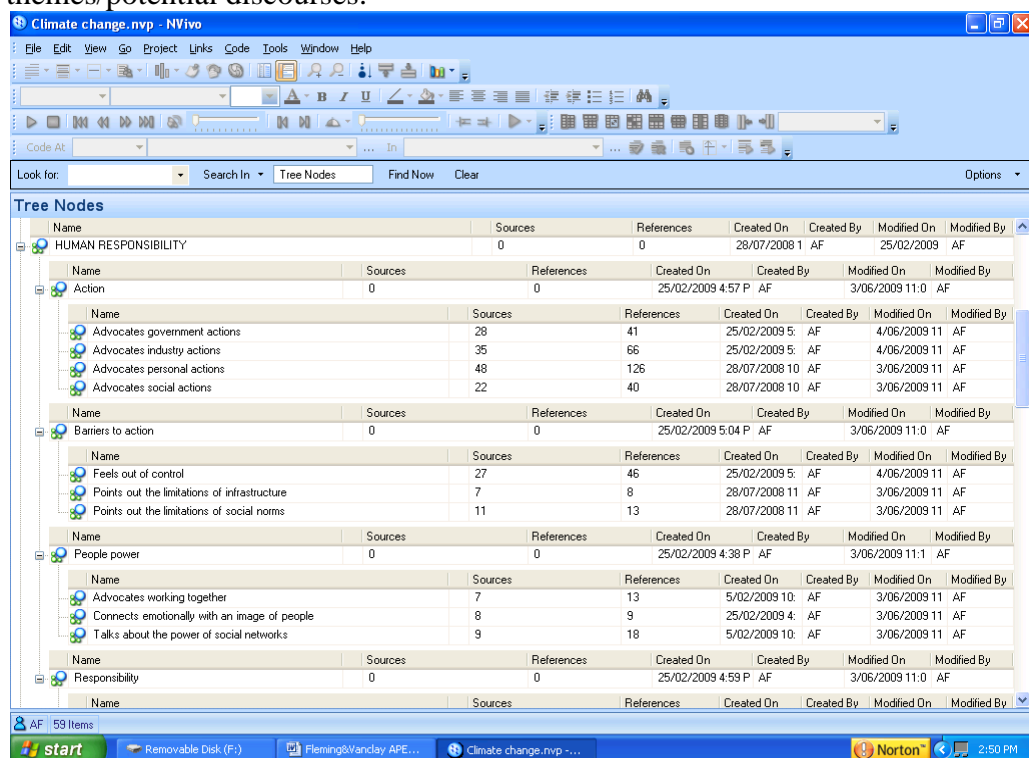 themes/potential discourses.
Climate change.nvp - NVivo
File Edit View Go Project Links Code Tools Window Help
A B I U
Code At ... In ...
Look for: Search In Tree Nodes Find Now Clear Options
Tree Nodes
Name Sources References Created On Created By Modified On Modified By
HUMAN RESPONSIBILITY 0 0 28/07/2008 1 AF 25/02/2009 AF
Name Sources References Created On Created By Modified On Modified By
Action 0 0 25/02/2009 4:57 P AF 3/06/2009 11:0 AF
Name Sources References Created On Created By Modified On Modified By
Advocates government actions 28 41 25/02/2009 5: AF 4/06/2009 11 AF
Advocates industry actions 35 66 25/02/2009 5: AF 4/06/2009 11 AF
Advocates personal actions 48 126 28/07/2008 10 AF 3/06/2009 11 AF
Advocates social actions 22 40 28/07/2008 10 AF 3/06/2009 11 AF
Name Sources References Created On Created By Modified On Modified By
Barriers to action 0 0 25/02/2009 5:04 P AF 3/06/2009 11:0 AF
Name Sources References Created On Created By Modified On Modified By
Feels out of control 27 46 25/02/2009 5: AF 4/06/2009 11 AF
Points out the limitations of infrastructure 7 8 28/07/2008 11 AF 3/06/2009 11 AF
Points out the limitations of social norms 11 13 28/07/2008 11 AF 3/06/2009 11 AF
Name Sources References Created On Created By Modified On Modified By
People power 0 0 25/02/2009 4:38 P AF 3/06/2009 11:1 AF
Name Sources References Created On Created By Modified On Modified By
Advocates working together 7 13 5/02/2009 10: AF 3/06/2009 11 AF
Connects emotionally with an image of people 8 9 25/02/2009 4: AF 3/06/2009 11 AF
Talks about the power of social networks 9 18 5/02/2009 10: AF 3/06/2009 11 AF
Name Sources References Created On Created By Modified On Modified By
Responsibility 0 0 25/02/2009 4:59 P AF 3/06/2009 11:0 AF
Name Sources References Created On Created By Modified On Modified By
AF 59 Items
start Removable Disk (F:) Fleming&Vanclay APE... Climate change.nvp -... Norton™ 2:50 PM